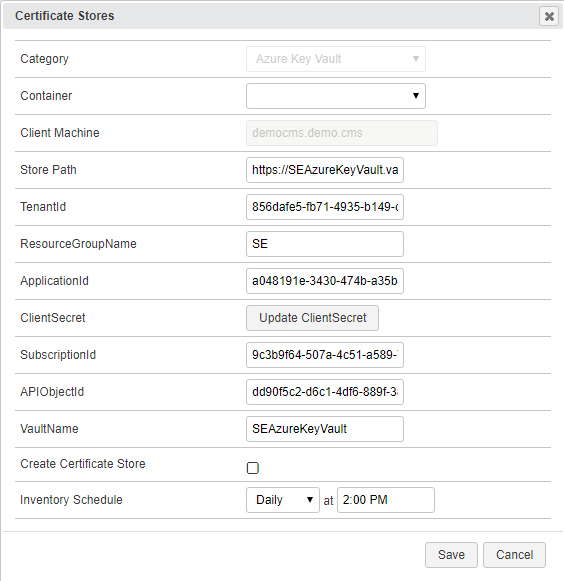 Certificate Stores
Category Azure Key Vault
Container
Client Machine democms.demo.cms
Store Path https://SEAzureKeyVault.va
TenantId 856dafe5-fb71-4935-b149-
ResourceGroupName SE
ApplicationId a048191e-3430-474b-a35b
ClientSecret Update ClientSecret
SubscriptionId 9c3b9f64-507a-4c51-a589-
APIObjectId dd90f5c2-d6c1-4df6-889f-3
VaultName SEAzureKeyVault
Create Certificate Store
Inventory Schedule Daily at 2:00 PM
Save Cancel